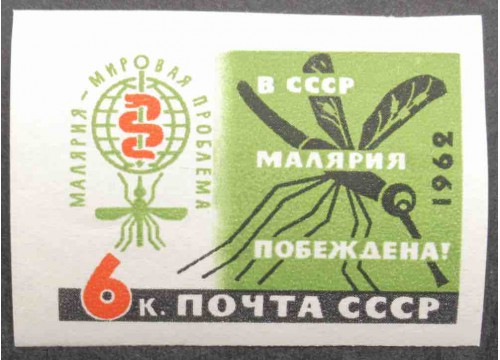 МАЛЯРИЯ – МИРОВАЯ ПРОБЛЕМА
В СССР
МАЛЯРИЯ
ПОБЕЖДЕНА!
1962
6 К. ПОЧТА СССР